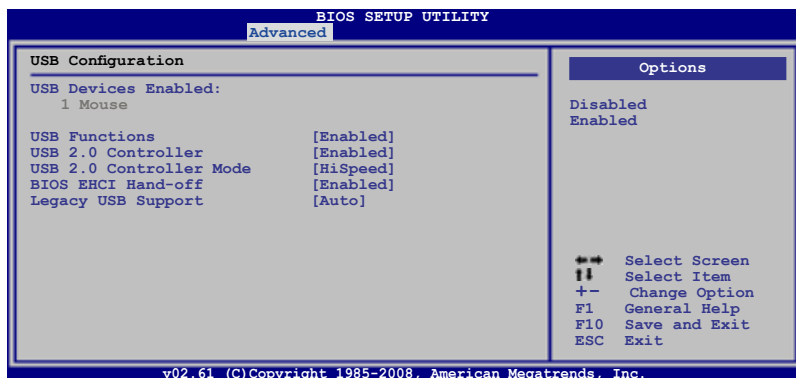 BIOS SETUP UTILITY
Advanced
USB Configuration
USB Devices Enabled:
1 Mouse
USB Functions [Enabled]
USB 2.0 Controller [Enabled]
USB 2.0 Controller Mode [HiSpeed]
BIOS EHCI Hand-off [Enabled]
Legacy USB Support [Auto]
Options
Disabled
Enabled
←→ Select Screen
↑↓ Select Item
+- Change Option
F1 General Help
F10 Save and Exit
ESC Exit
v02.61 (C)Copyright 1985-2008, American Megatrends, Inc.